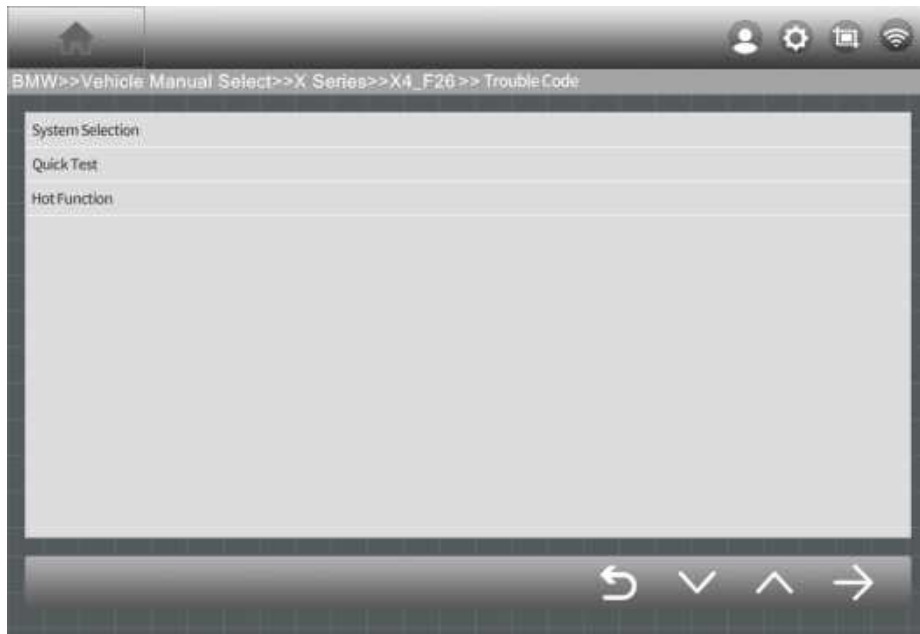 BMW>>Vehicle Manual Select>>X Series>>X4_F26>> Trouble Code
System Selection
Quick Test
Hot Function